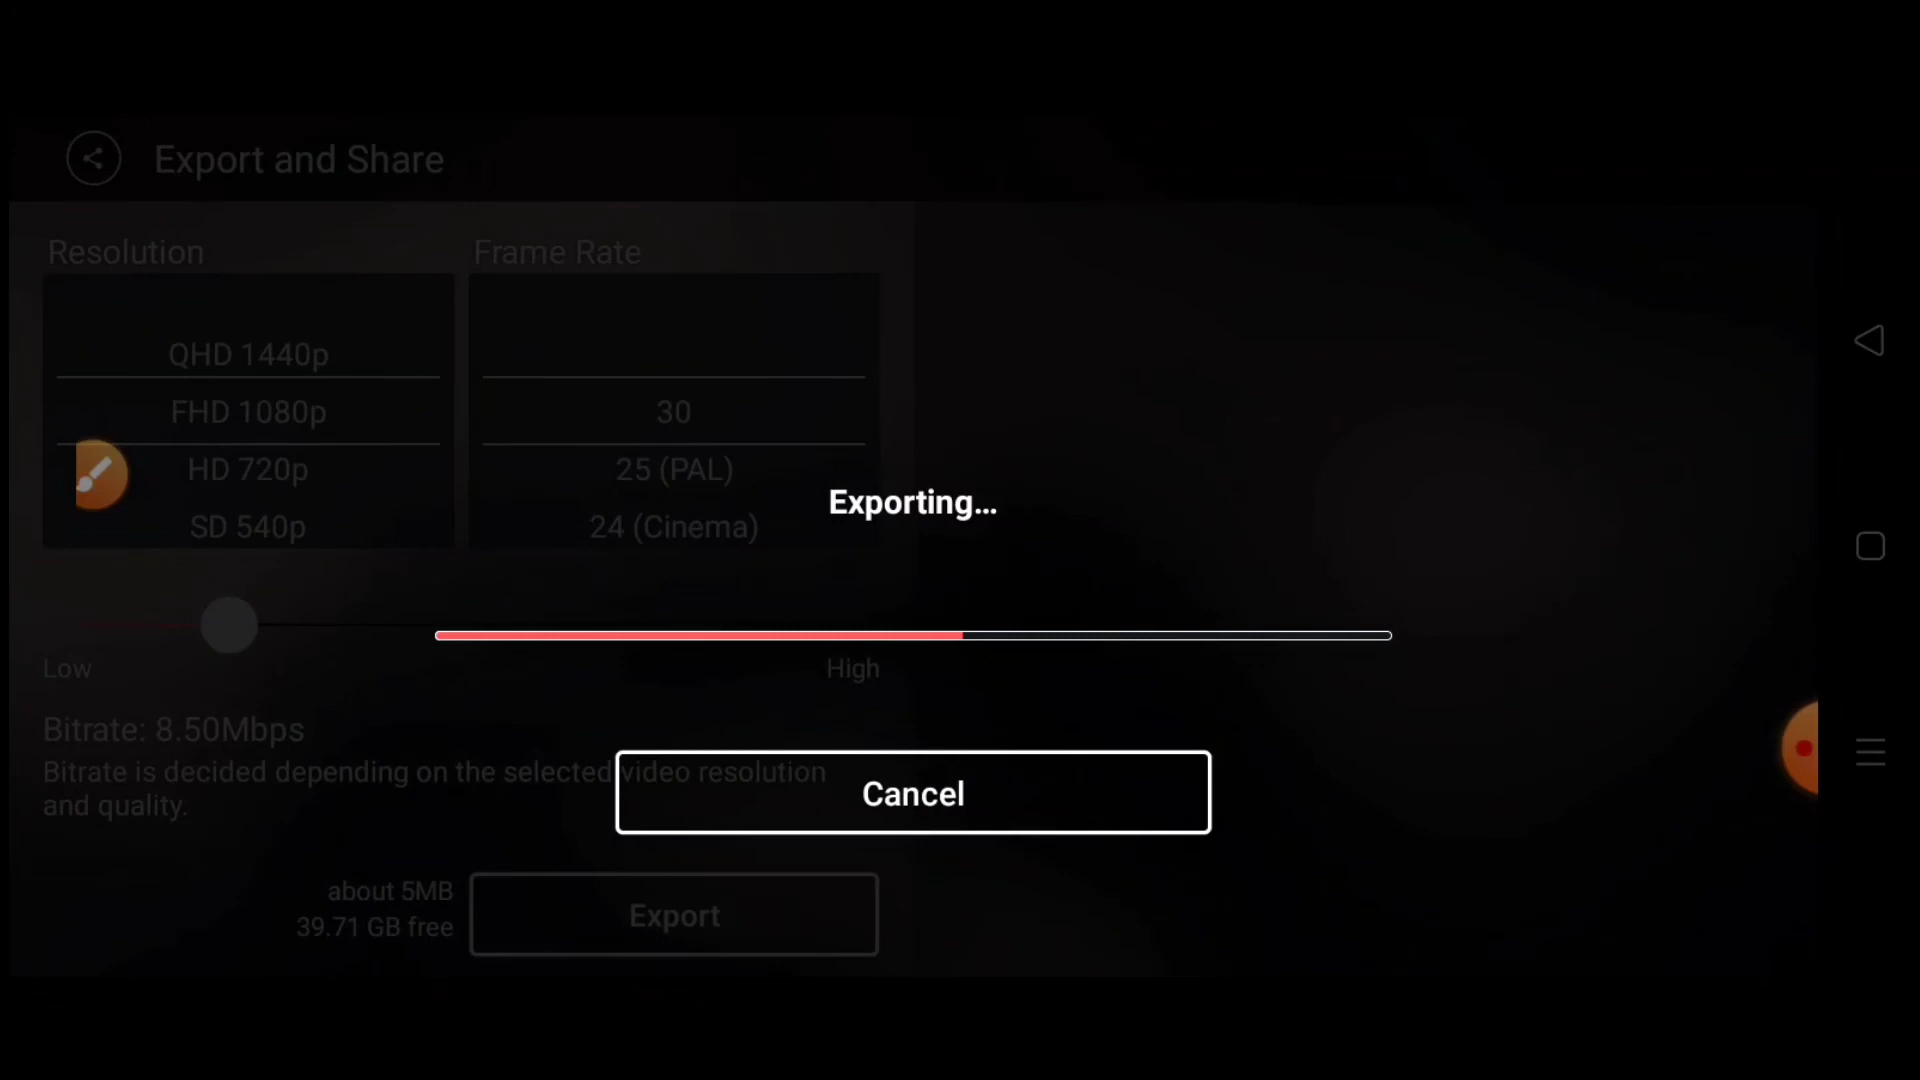 Export and Share
Resolution
Frame Rate
QHD 1440p
FHD 1080p
30
HD 720p
25 (PAL)
SD 540p
24 (Cinema)
Exporting...
Low
High
Bitrate: 8.50Mbps
Bitrate is decided depending on the selected video resolution
and quality.
Cancel
about 5MB
39.71 GB free
Export